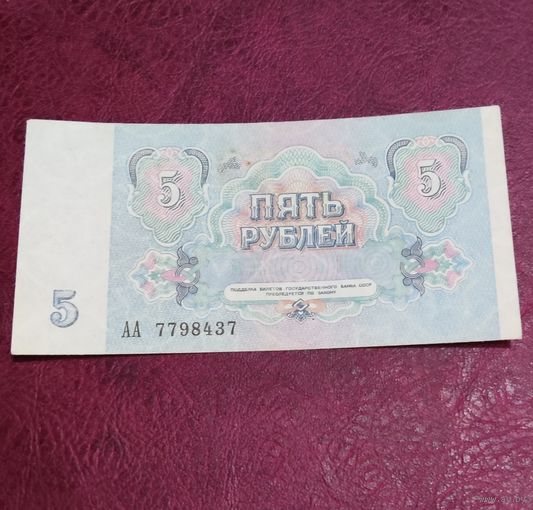 5 5
ПЯТЬ
РУБЛЕЙ
ПОДДЕЛКА БИЛЕТОВ ГОСУДАРСТВЕННОГО БАНКА СССР
ПРЕСЛЕДУЕТСЯ ПО ЗАКОНУ
5
АА 7798437